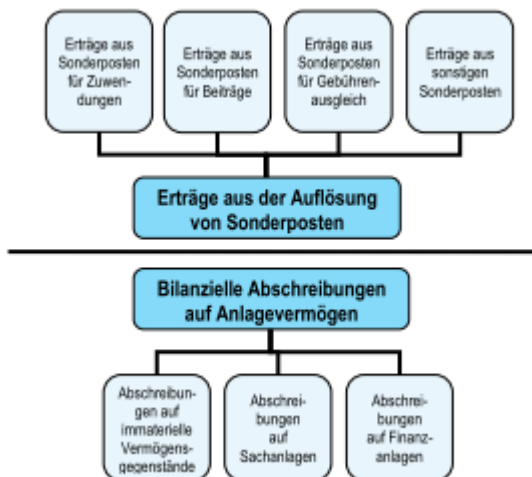 Erträge aus
Sonderposten
für Zuwen-
dungen
Erträge aus
Sonderposten
für Beiträge
Erträge aus
Sonderposten
für Gebühren-
ausgleich
Erträge aus
sonstigen
Sonderposten
Erträge aus der Auflösung
von Sonderposten
Bilanzielle Abschreibungen
auf Anlagevermögen
Abschreibun-
gen auf
immaterielle
Vermögens-
gegenstände
Abschrei-
bungen
auf
Sachanlagen
Abschrei-
bungen
auf Finanz-
anlagen